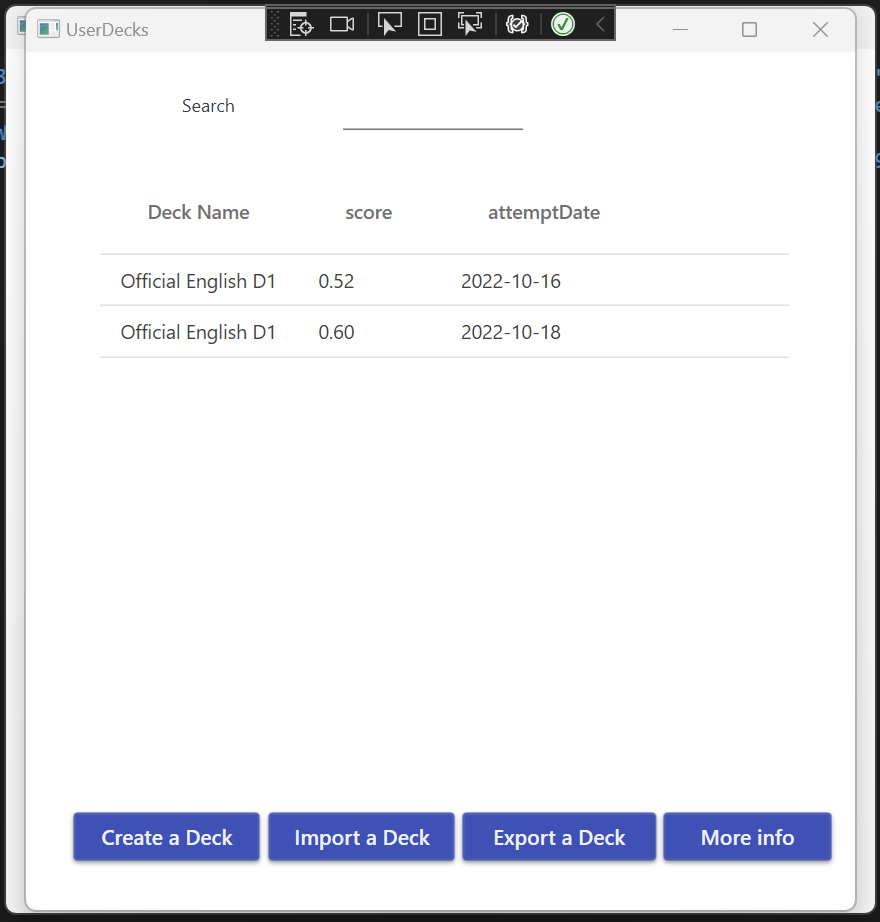 UserDecks
Search
Deck Name score attemptDate
Official English D1 0.52 2022-10-16
Official English D1 0.60 2022-10-18
Create a Deck Import a Deck Export a Deck More info